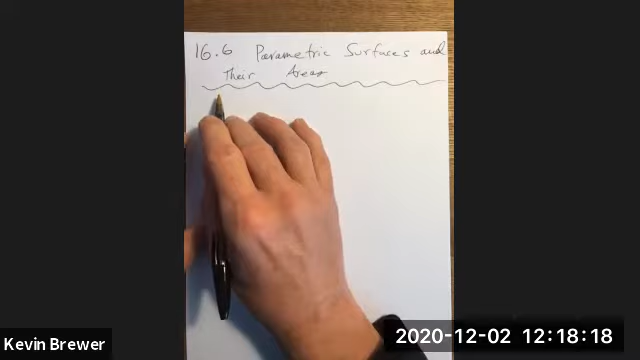 16.6 Parametric Surfaces and
Their Areas
Kevin Brewer
2020-12-02 12:18:18